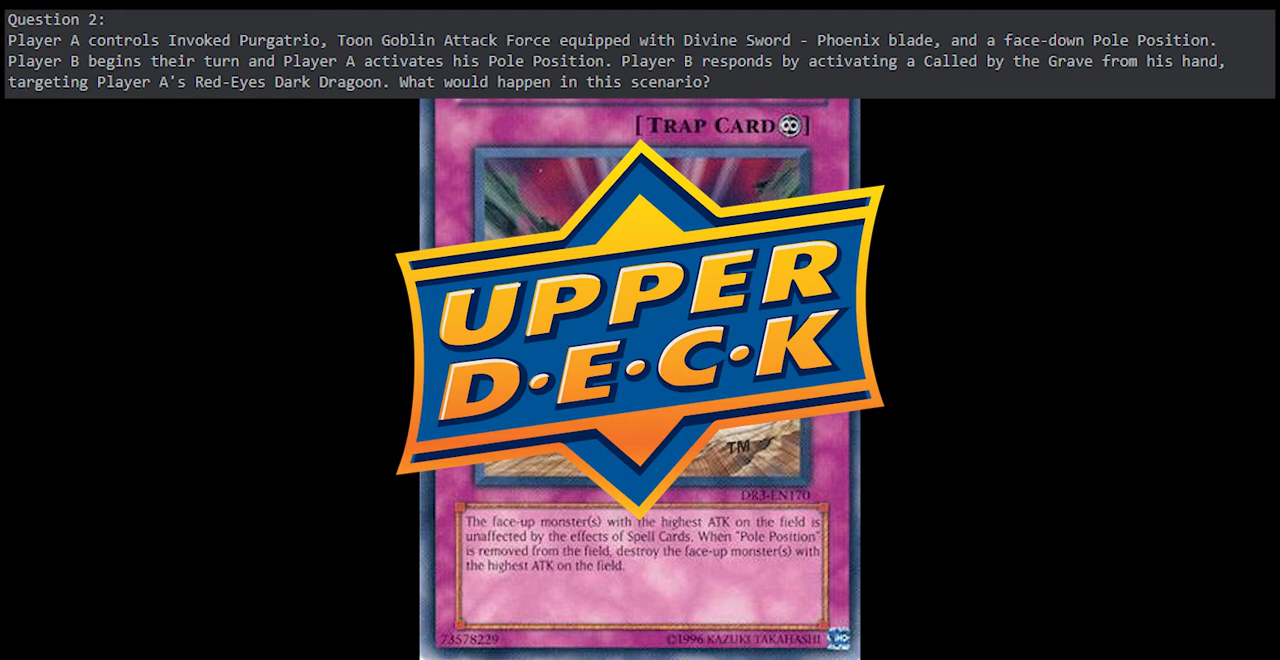 Question 2:
Player A controls Invoked Purgatrio, Toon Goblin Attack Force equipped with Divine Sword - Phoenix blade, and a face-down Pole Position.
Player B begins their turn and Player A activates his Pole Position. Player B responds by activating a Called by the Grave from his hand,
targeting Player A's Red-Eyes Dark Dragoon. What would happen in this scenario?
[TRAP CARD]
UPPER
D•E•C•K
TM
DR3-EN170
The face-up monster(s) with the highest ATK on the field is
unaffected by the effects of Spell Cards. When "Pole Position"
is removed from the field, destroy the face-up monster(s) with
the highest ATK on the field.
73578229
©1996 KAZUKI TAKAHASHI